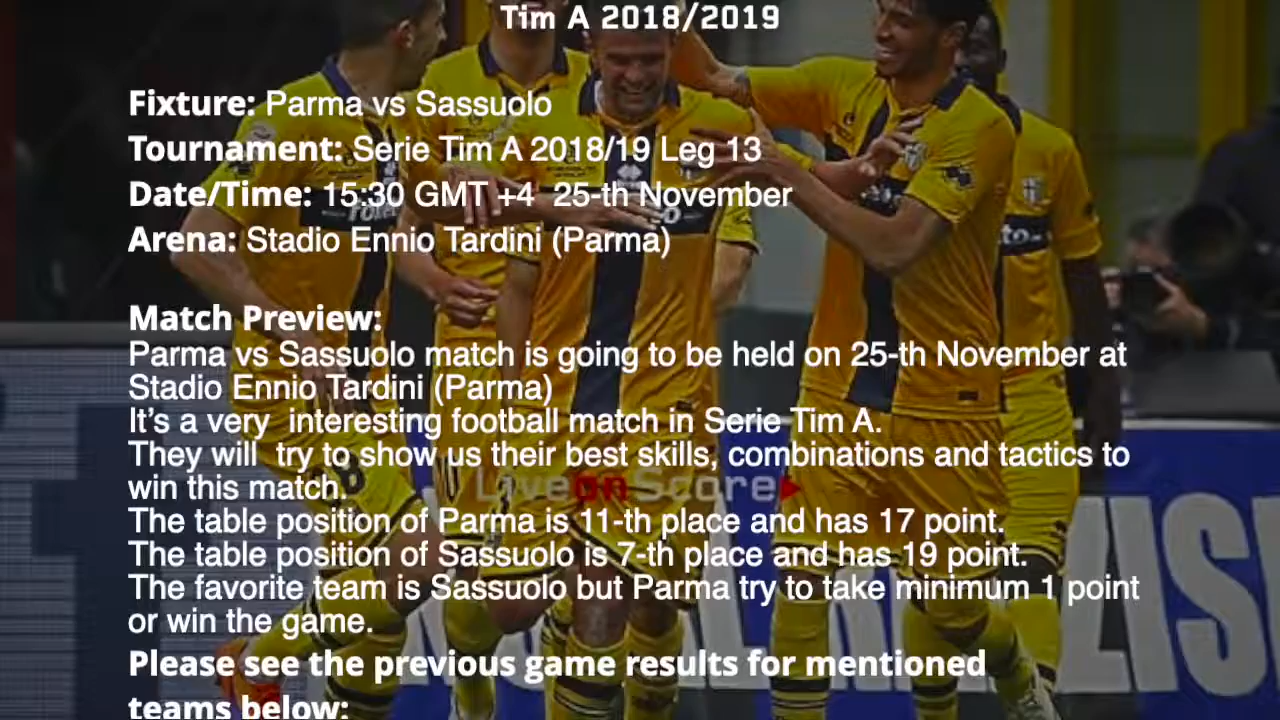 Tim A 2018/2019
Fixture: Parma vs Sassuolo
Tournament: Serie Tim A 2018/19 Leg 13
Date/Time: 15:30 GMT +4  25-th November
Arena: Stadio Ennio Tardini (Parma)
Match Preview:
Parma vs Sassuolo match is going to be held on 25-th November at
Stadio Ennio Tardini (Parma)
It’s a very  interesting football match in Serie Tim A.
They will  try to show us their best skills, combinations and tactics to
win this match.
LiveonScore
The table position of Parma is 11-th place and has 17 point.
The table position of Sassuolo is 7-th place and has 19 point.
The favorite team is Sassuolo but Parma try to take minimum 1 point
or win the game.
Please see the previous game results for mentioned
teams below: